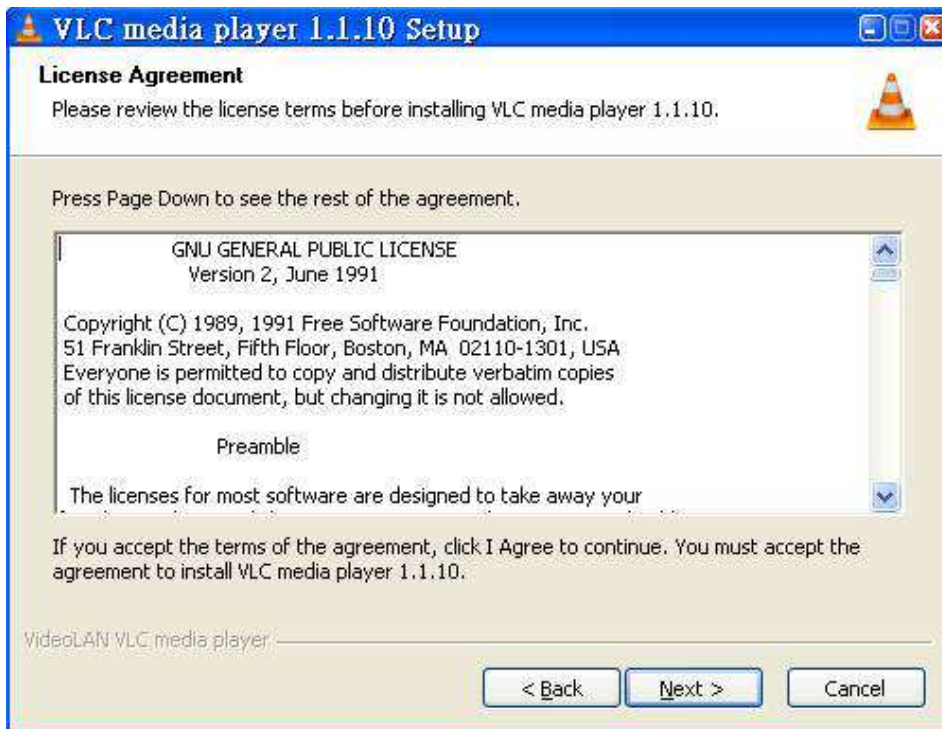 VLC media player 1.1.10 Setup
License Agreement
Please review the license terms before installing VLC media player 1.1.10.
Press Page Down to see the rest of the agreement.
GNU GENERAL PUBLIC LICENSE
Version 2, June 1991
Copyright (C) 1989, 1991 Free Software Foundation, Inc.
51 Franklin Street, Fifth Floor, Boston, MA 02110-1301, USA
Everyone is permitted to copy and distribute verbatim copies
of this license document, but changing it is not allowed.
Preamble
The licenses for most software are designed to take away your
If you accept the terms of the agreement, click I Agree to continue. You must accept the
agreement to install VLC media player 1.1.10.
VideoLAN VLC media player
< Back
Next >
Cancel